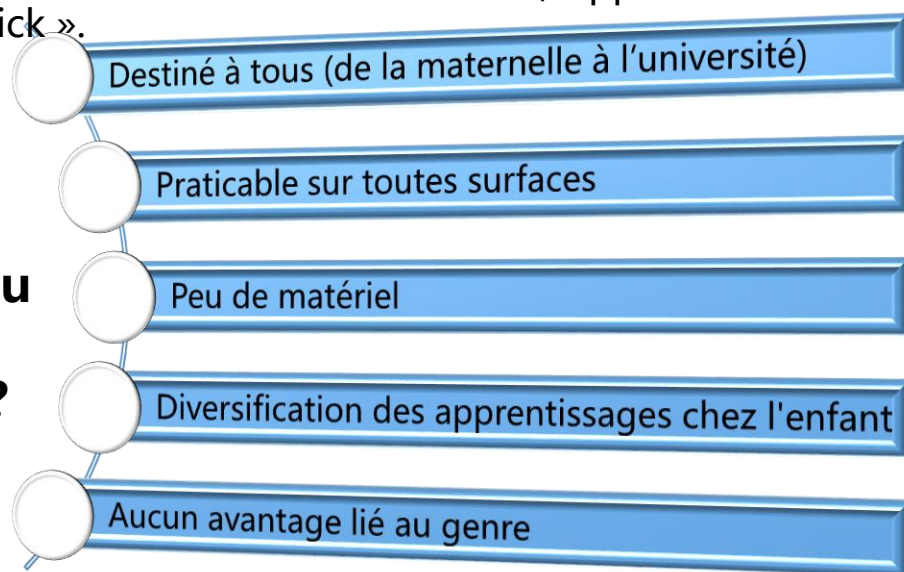 ick ».
Destiné à tous (de la maternelle à l’université)
Praticable sur toutes surfaces
u
Peu de matériel
?
Diversification des apprentissages chez l'enfant
Aucun avantage lié au genre